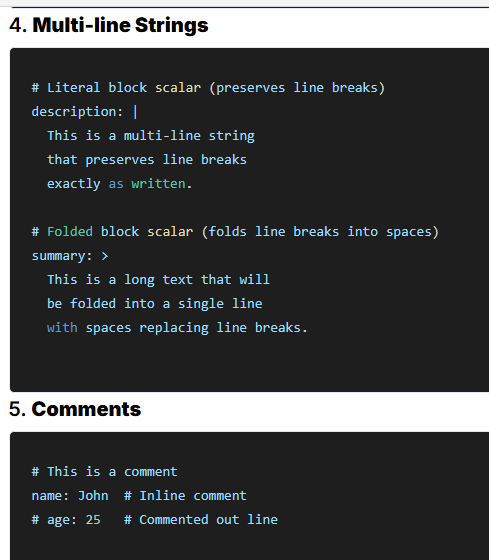 4. Multi-line Strings
# Literal block scalar (preserves line breaks)
description: |
  This is a multi-line string
  that preserves line breaks
  exactly as written.
# Folded block scalar (folds line breaks into spaces)
summary: >
  This is a long text that will
  be folded into a single line
  with spaces replacing line breaks.
5. Comments
# This is a comment
name: John  # Inline comment
# age: 25   # Commented out line